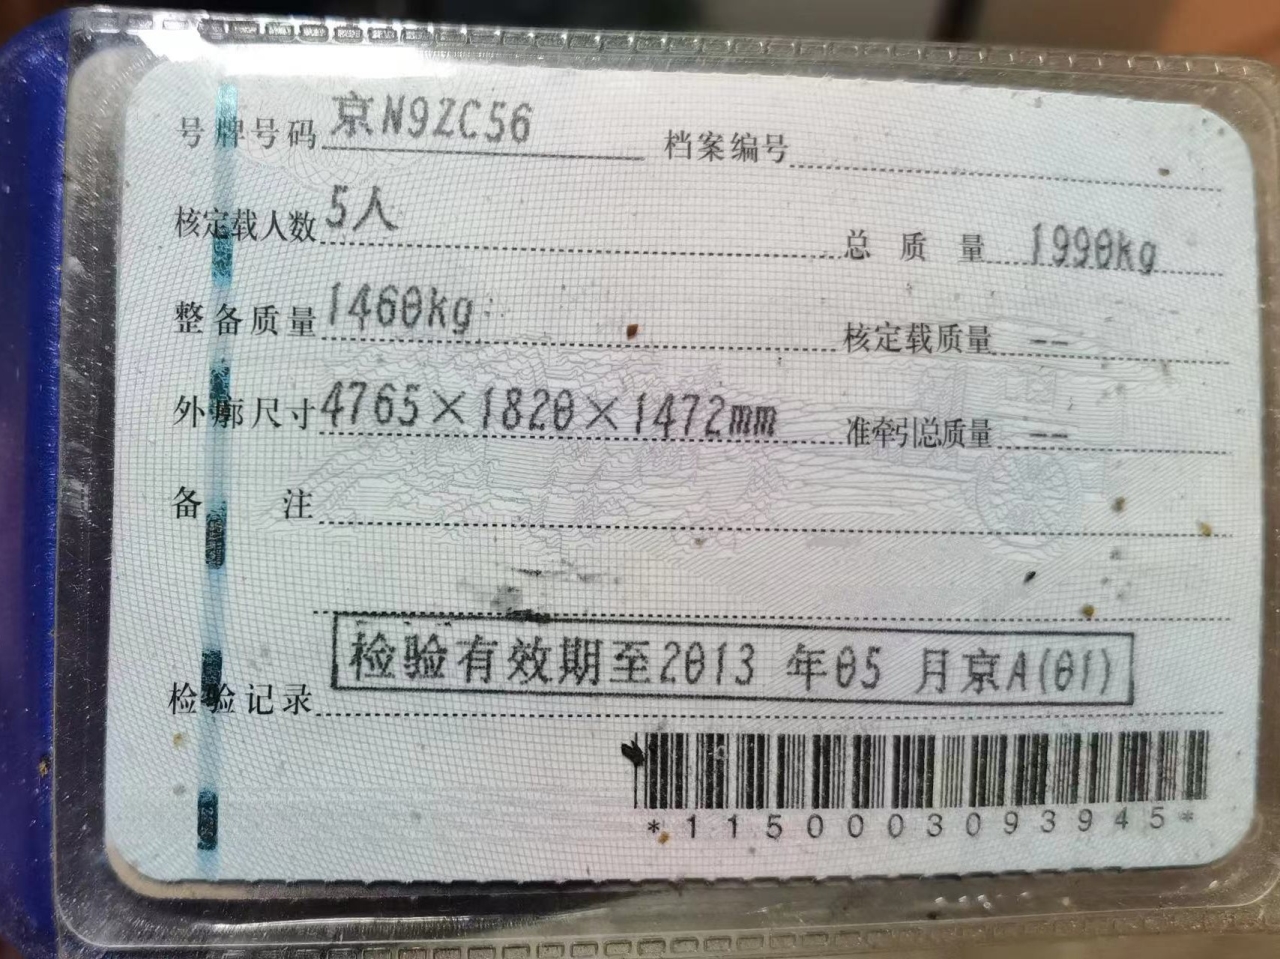 号牌号码 京N9ZC56 档案编号
核定载人数 5人 总质量 1990kg
整备质量 1460kg 核定载质量 --
外廓尺寸 4765×1820×1472mm 准牵引总质量 --
备注
检验记录 检验有效期至2013 年05 月京A(01)
*1150003093945*